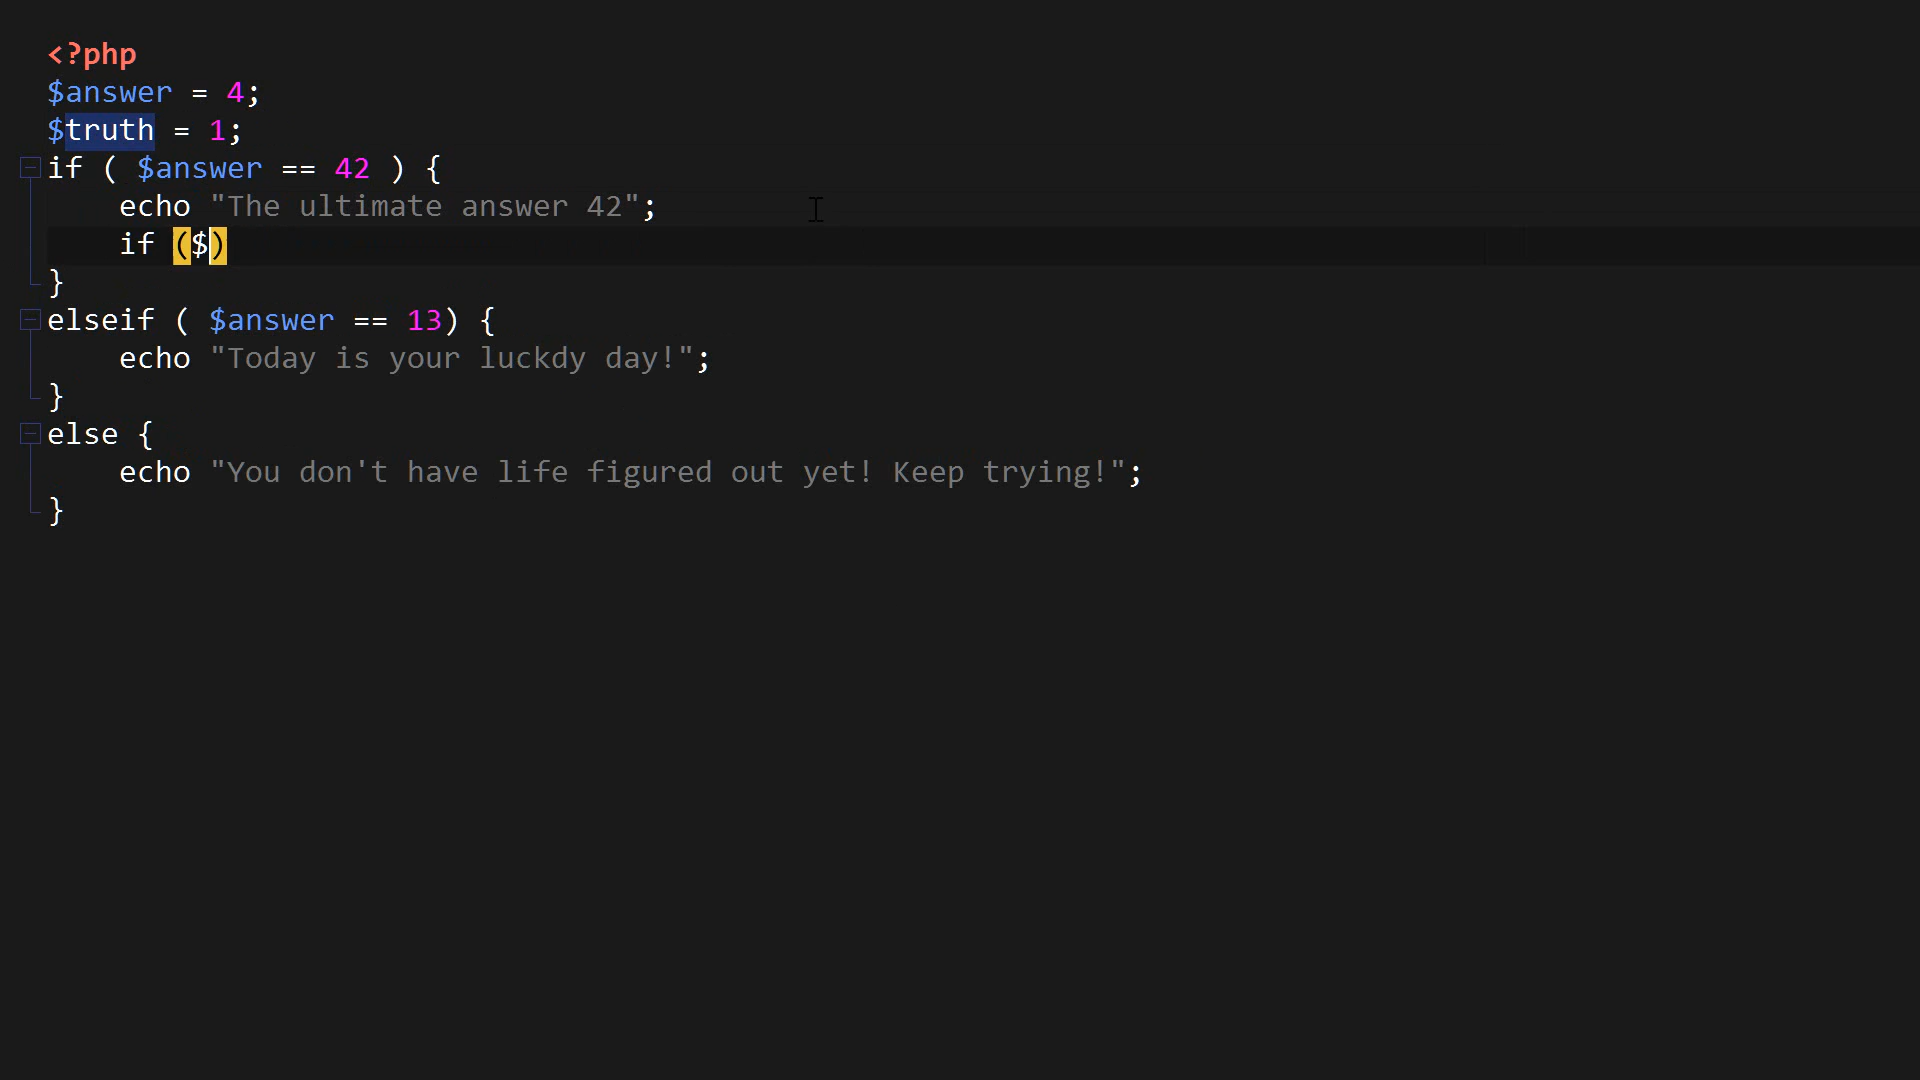 <?php
$answer = 4;
$truth = 1;
if ( $answer == 42 ) {
    echo "The ultimate answer 42";
    if ($)
}
elseif ( $answer == 13) {
    echo "Today is your luckdy day!";
}
else {
    echo "You don't have life figured out yet! Keep trying!";
}